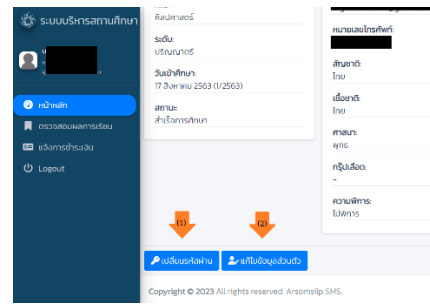 ระบบบริหารสถานศึกษา
หน้าหลัก
ตรวจสอบผลการเรียน
แจ้งการชำระเงิน
Logout
ศิลปศาสตร์
ระดับ:
ปริญญาตรี
วันเข้าศึกษา:
17 สิงหาคม 2563 (1/2563)
สถานะ:
สำเร็จการศึกษา
หมายเลขโทรศัพท์:
สัญชาติ:
ไทย
เชื้อชาติ:
ไทย
ศาสนา:
พุทธ
กรุ๊ปเลือด:
-
ความพิการ:
ไม่พิการ
(1)
(2)
เปลี่ยนรหัสผ่าน
แก้ไขข้อมูลส่วนตัว
Copyright © 2023 All rights reserved. Arsomsilp SMS.